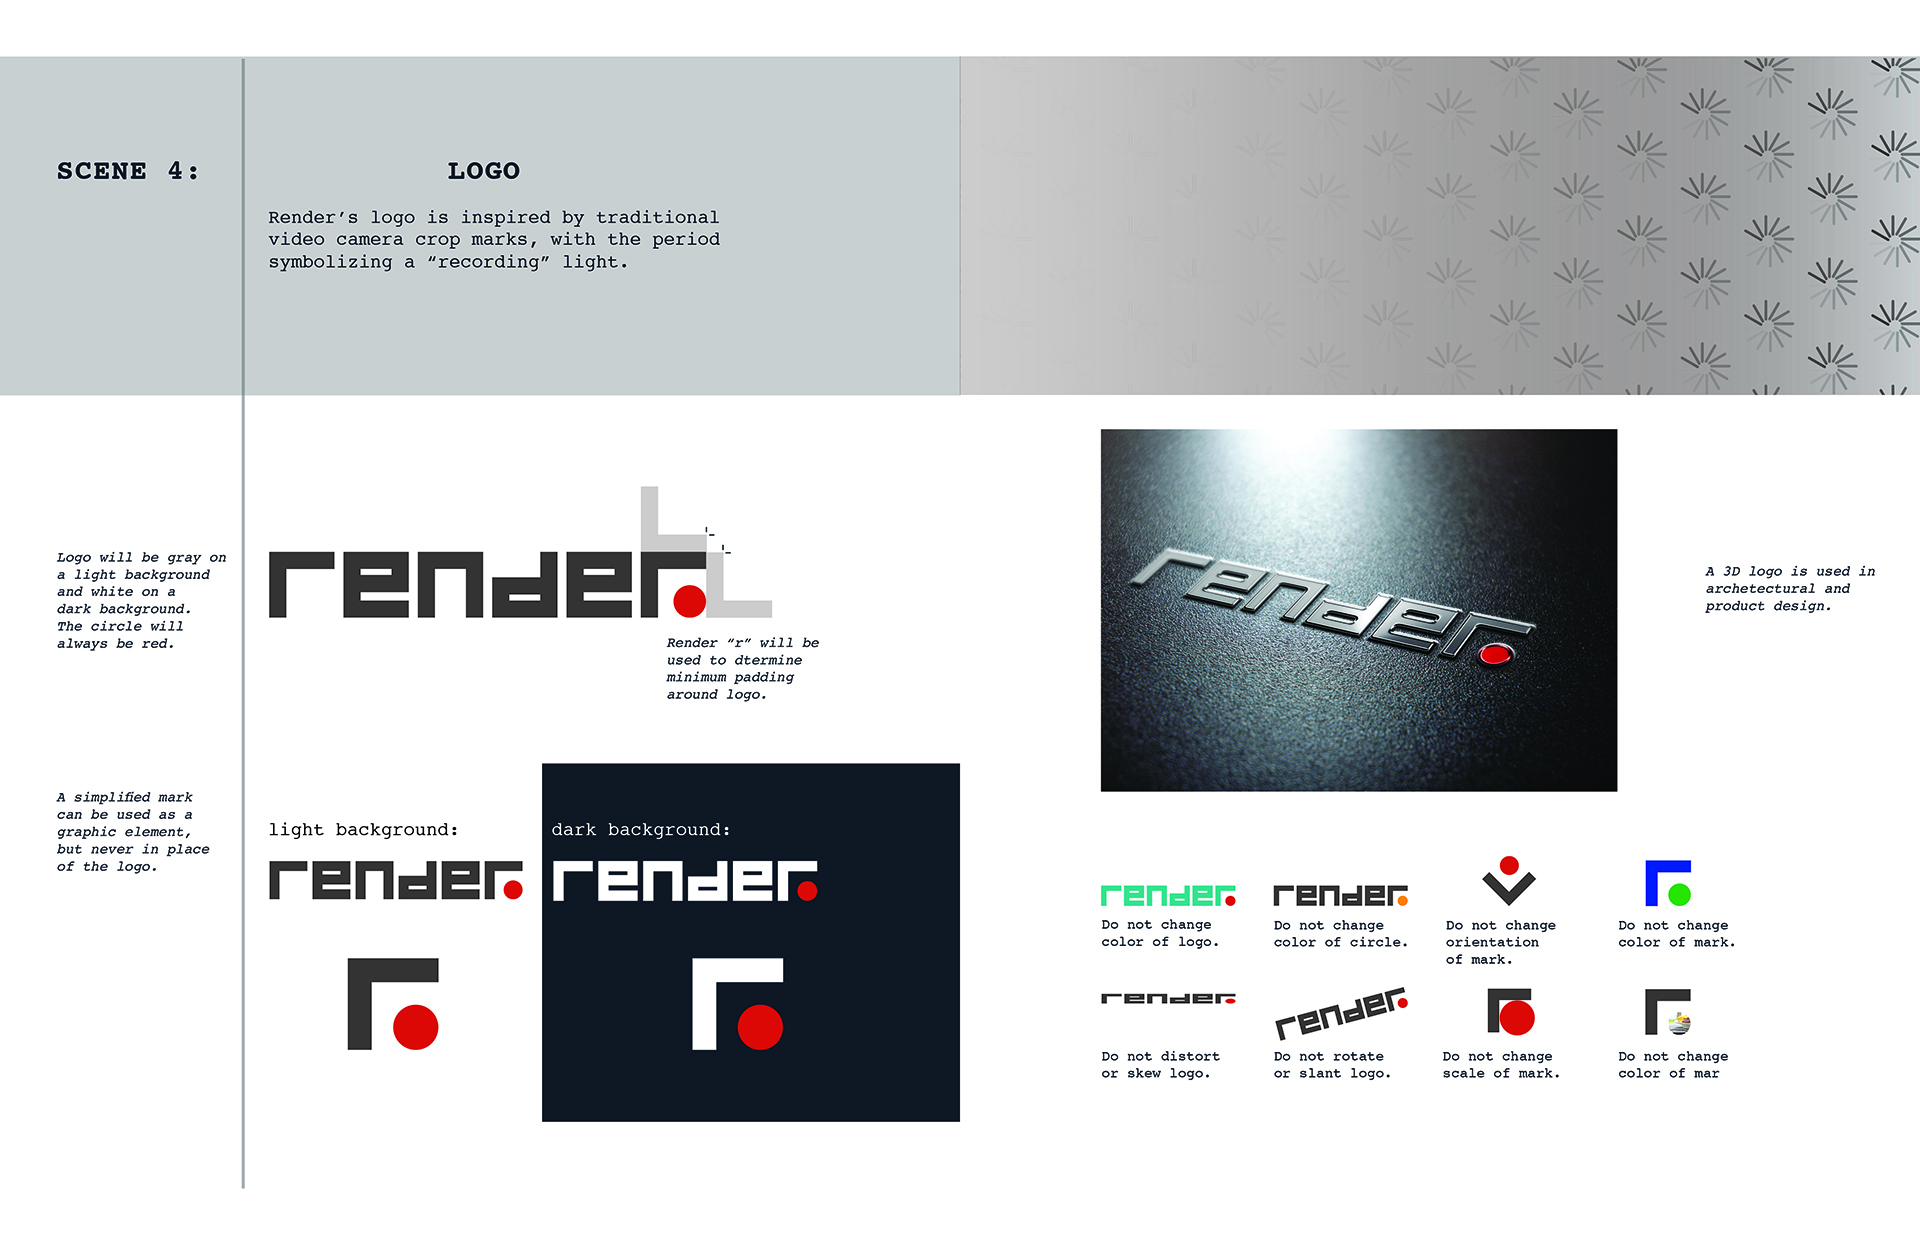 SCENE 4:
LOGO
Render’s logo is inspired by traditional
video camera crop marks, with the period
symbolizing a “recording” light.
Logo will be gray on
a light background
and white on a
dark background.
The circle will
always be red.
render.
Render “r” will be
used to dtermine
minimum padding
around logo.
render.
A 3D logo is used in
archetectural and
product design.
A simplified mark
can be used as a
graphic element,
but never in place
of the logo.
light background:
render.
r.
dark background:
render.
r.
render.
Do not change
color of logo.
render.
Do not change
color of circle.
r.
Do not change
orientation
of mark.
r.
Do not change
color of mark.
render.
Do not distort
or skew logo.
render.
Do not rotate
or slant logo.
r.
Do not change
scale of mark.
r.
Do not change
color of mar